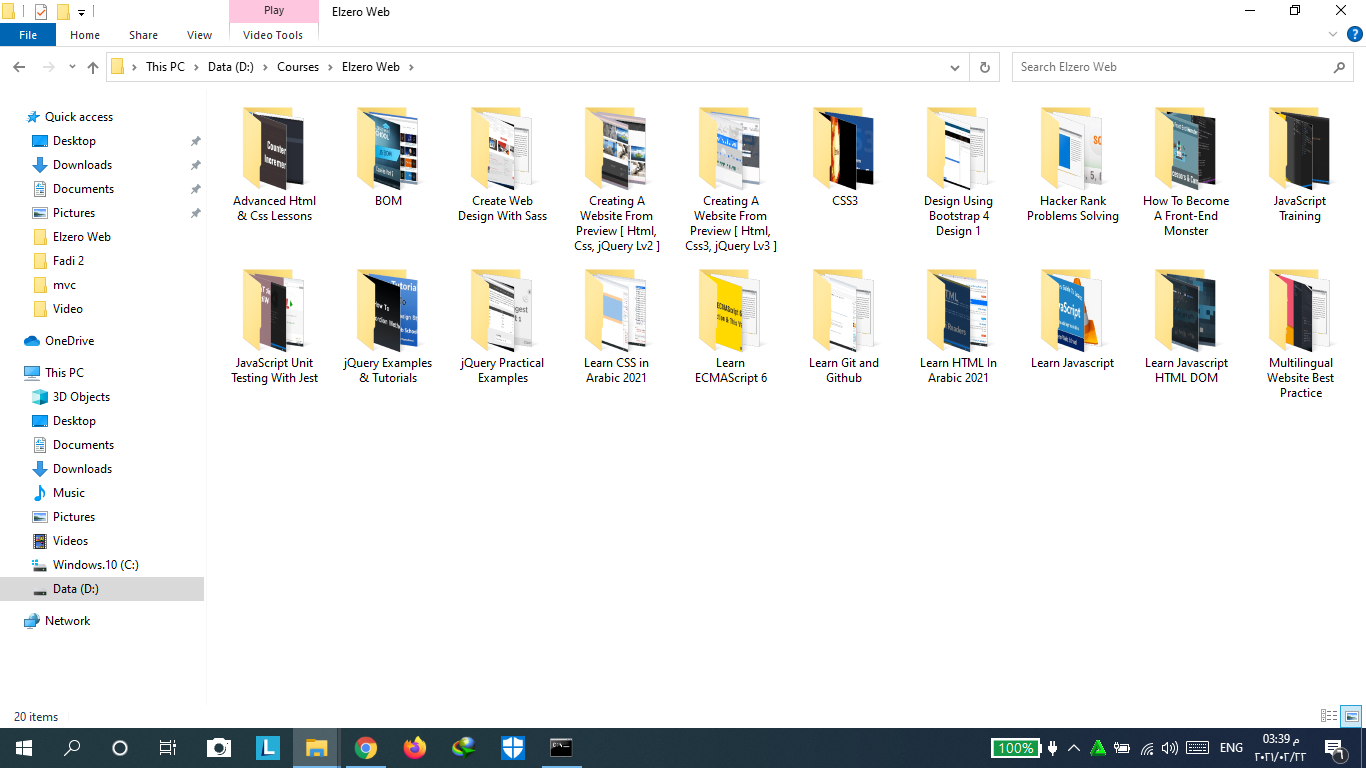 Play
Elzero Web
File
Home
Share
View
Video Tools
This PC
Data (D:)
Courses
Elzero Web
Search Elzero Web
Quick access
Desktop
Downloads
Documents
Pictures
Elzero Web
Fadi 2
mvc
Video
OneDrive
This PC
3D Objects
Desktop
Documents
Downloads
Music
Pictures
Videos
Windows.10 (C:)
Data (D:)
Network
Advanced Html
& Css Lessons
BOM
Create Web
Design With Sass
Creating A
Website From
Preview [ Html,
Css, jQuery Lv2 ]
Creating A
Website From
Preview [ Html,
Css3, jQuery Lv3 ]
CSS3
Design Using
Bootstrap 4
Design 1
Hacker Rank
Problems Solving
How To Become
A Front-End
Monster
JavaScript
Training
JavaScript Unit
Testing With Jest
jQuery Examples
& Tutorials
jQuery Practical
Examples
Learn CSS in
Arabic 2021
Learn
ECMAScript 6
Learn Git and
Github
Learn HTML In
Arabic 2021
Learn Javascript
Learn Javascript
HTML DOM
Multilingual
Website Best
Practice
20 items
100%
ENG
03:39 م
٢٠٢١/٠٢/٢٢